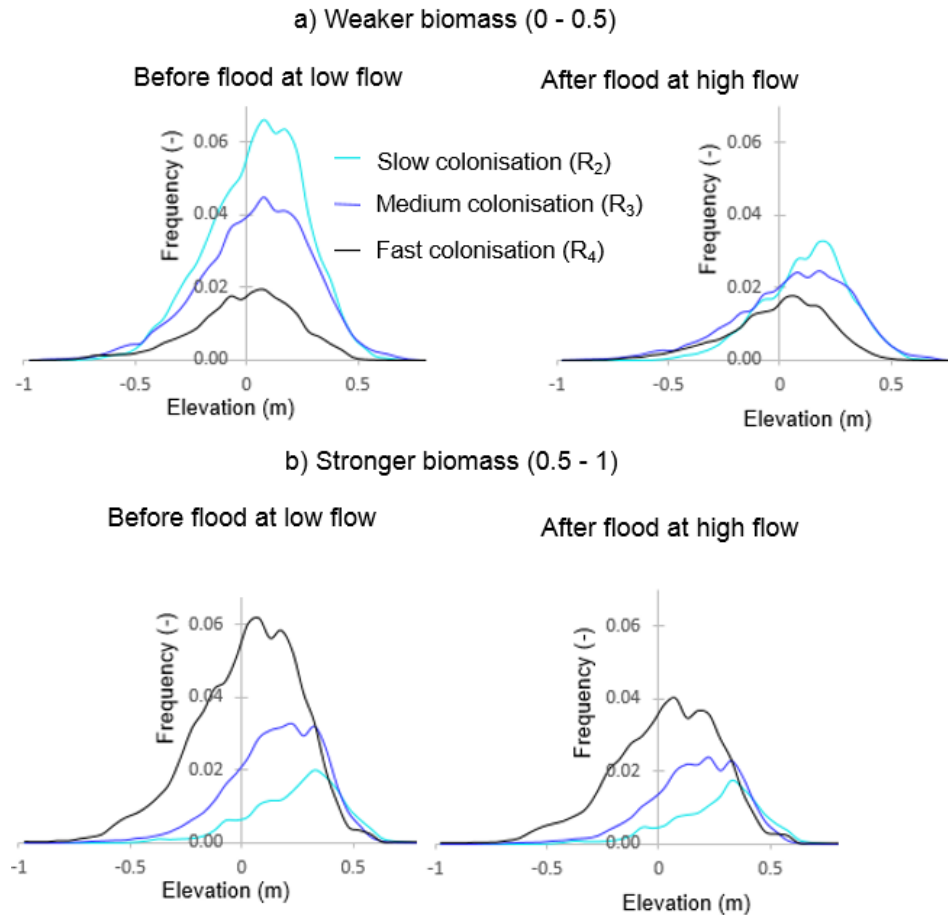 a) Weaker biomass (0 - 0.5)
Before flood at low flow
After flood at high flow
Frequency (-)
0.06
0.04
0.02
0.00
-1
-0.5
0
0.5
Elevation (m)
Slow colonisation (R₂)
Medium colonisation (R₃)
Fast colonisation (R₄)
Frequency (-)
0.06
0.04
0.02
0.00
-1
-0.5
0
0.5
Elevation (m)
b) Stronger biomass (0.5 - 1)
Before flood at low flow
After flood at high flow
Frequency (-)
0.06
0.04
0.02
0.00
-1
-0.5
0
0.5
Elevation (m)
Frequency (-)
0.06
0.04
0.02
0.00
-1
-0.5
0
0.5
Elevation (m)